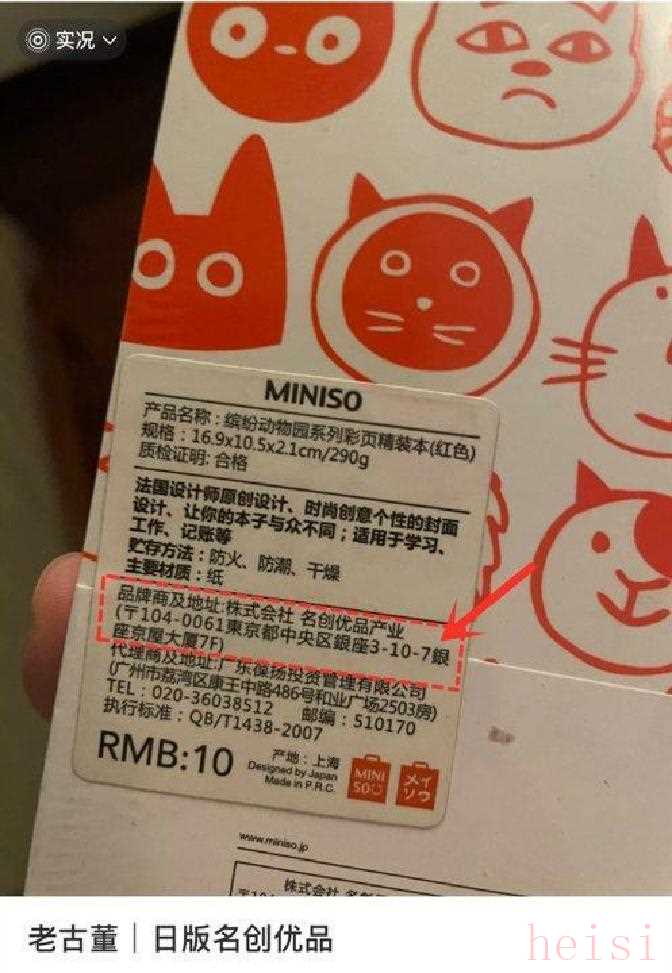 实况
MINISO
产品名称：缤纷动物园系列彩页精装本(红色)
规格：16.9x10.5x2.1cm/290g
质检证明: 合格
法国设计师原创设计、时尚创意个性的封面
设计、让你的本子与众不同；适用于学习、
工作、记账等
贮存方法：防火、防潮、干燥
主要材质：纸
品牌商及地址:株式会社 名创优品产业
(〒104-0061東京都中央区銀座3-10-7銀
座京屋大厦7F)
代理商及地址:广东葆扬投资管理有限公司
(广州市荔湾区康王中路486号和业广场2503房)
TEL：020-36038512 邮编：510170
执行标准：QB/T1438-2007
RMB:10
产地：上海
Designed by Japan
Made in P.R.C.
MINI
SO
メイ
ソウ
www.miniso.jp
株式会社 名创优品产业
老古董｜日版名创优品
heisi